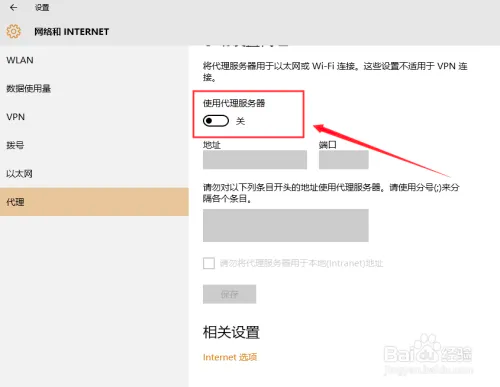 设置
网络和 INTERNET
WLAN
数据使用量
VPN
拨号
以太网
代理
将代理服务器用于以太网或 Wi-Fi 连接。这些设置不适用于 VPN 连
接。
使用代理服务器
关
地址 端口
请勿对以下列条目开头的地址使用代理服务器。请使用分号(;)来分
隔各个条目。
请勿将代理服务器用于本地(Intranet)地址
保存
相关设置
Internet 选项
Baidu 经验